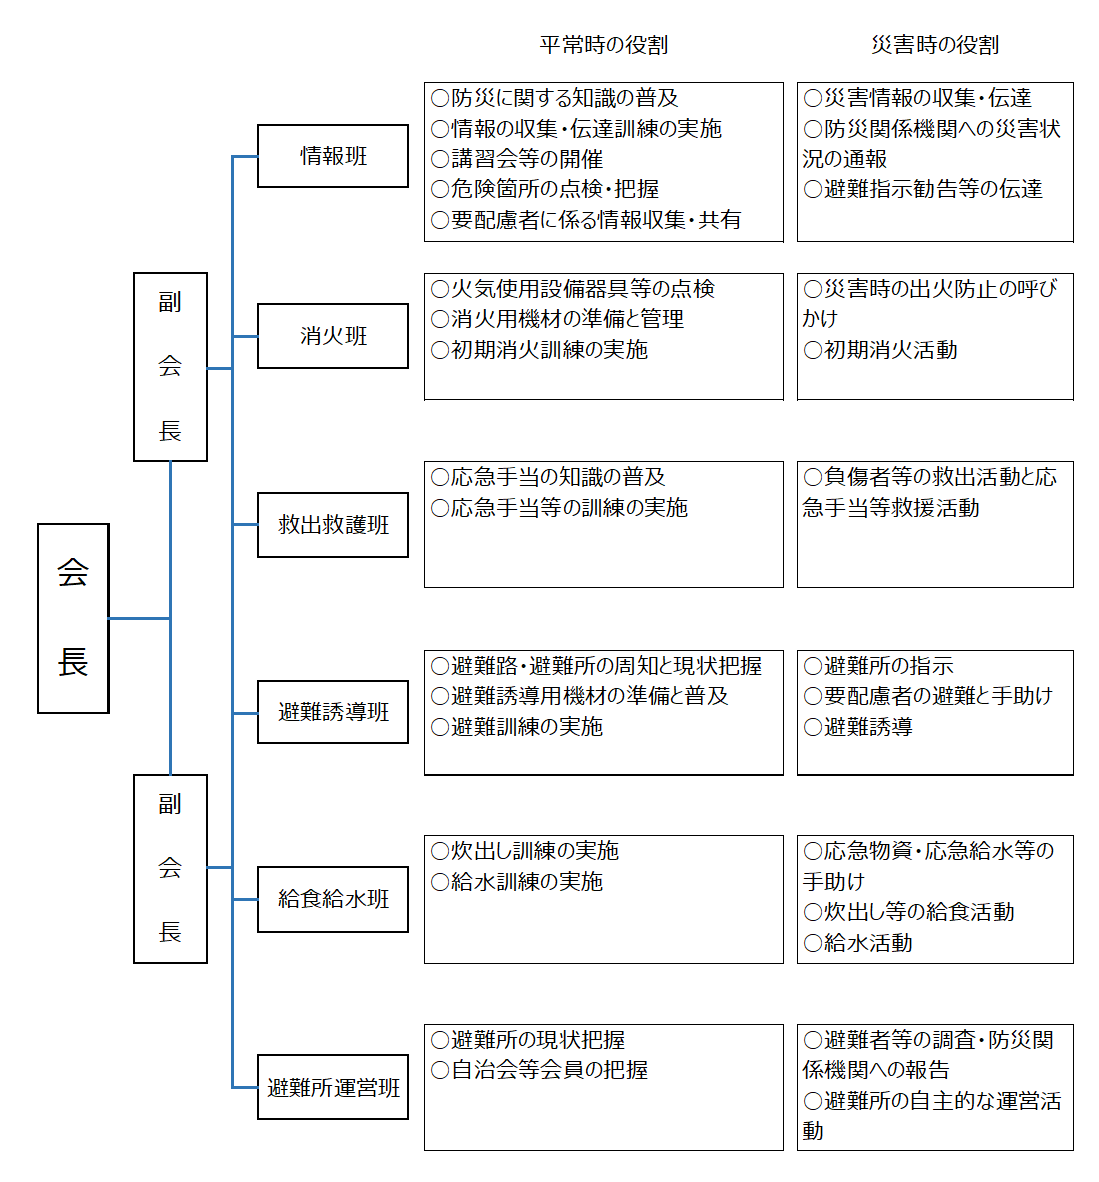 平常時の役割
災害時の役割
会長
副会長
副会長
情報班
○防災に関する知識の普及
○情報の収集・伝達訓練の実施
○講習会等の開催
○危険箇所の点検・把握
○要配慮者に係る情報収集・共有
○災害情報の収集・伝達
○防災関係機関への災害状
況の通報
○避難指示勧告等の伝達
消火班
○火気使用設備器具等の点検
○消火用機材の準備と管理
○初期消火訓練の実施
○災害時の出火防止の呼び
かけ
○初期消火活動
救出救護班
○応急手当の知識の普及
○応急手当等の訓練の実施
○負傷者等の救出活動と応
急手当等救援活動
避難誘導班
○避難路・避難所の周知と現状把握
○避難誘導用機材の準備と普及
○避難訓練の実施
○避難所の指示
○要配慮者の避難と手助け
○避難誘導
給食給水班
○炊出し訓練の実施
○給水訓練の実施
○応急物資・応急給水等の
手助け
○炊出し等の給食活動
○給水活動
避難所運営班
○避難所の現状把握
○自治会等会員の把握
○避難者等の調査・防災関
係機関への報告
○避難所の自主的な運営活
動